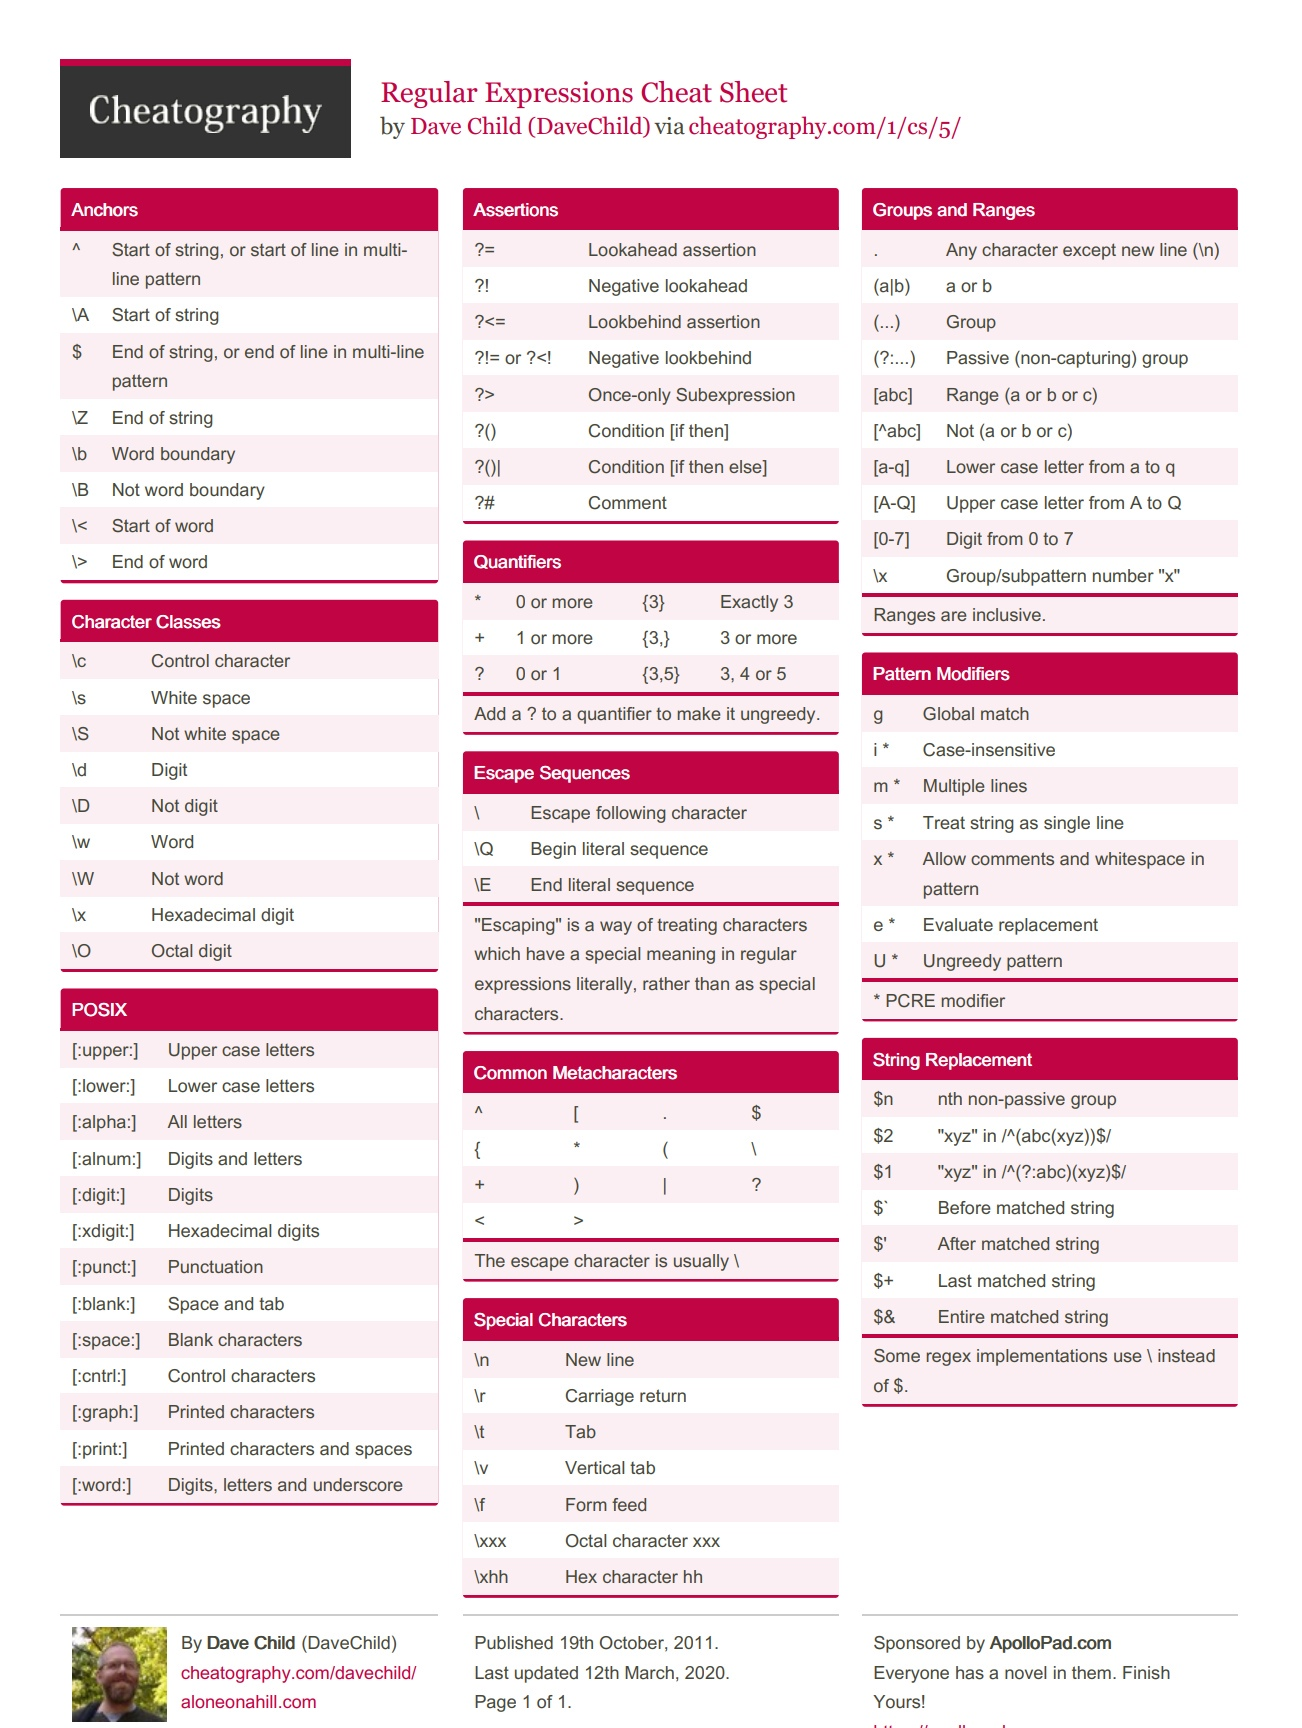 Cheatography
Regular Expressions Cheat Sheet
by Dave Child (DaveChild) via cheatography.com/1/cs/5/
Anchors
^ Start of string, or start of line in multi-
line pattern
\A Start of string
$ End of string, or end of line in multi-line
pattern
\Z End of string
\b Word boundary
\B Not word boundary
\< Start of word
\> End of word
Character Classes
\c Control character
\s White space
\S Not white space
\d Digit
\D Not digit
\w Word
\W Not word
\x Hexadecimal digit
\O Octal digit
POSIX
[:upper:] Upper case letters
[:lower:] Lower case letters
[:alpha:] All letters
[:alnum:] Digits and letters
[:digit:] Digits
[:xdigit:] Hexadecimal digits
[:punct:] Punctuation
[:blank:] Space and tab
[:space:] Blank characters
[:cntrl:] Control characters
[:graph:] Printed characters
[:print:] Printed characters and spaces
[:word:] Digits, letters and underscore
Assertions
?= Lookahead assertion
?! Negative lookahead
?<= Lookbehind assertion
?!= or ?<! Negative lookbehind
?> Once-only Subexpression
?() Condition [if then]
?()| Condition [if then else]
?# Comment
Quantifiers
* 0 or more {3} Exactly 3
+ 1 or more {3,} 3 or more
? 0 or 1 {3,5} 3, 4 or 5
Add a ? to a quantifier to make it ungreedy.
Escape Sequences
\ Escape following character
\Q Begin literal sequence
\E End literal sequence
"Escaping" is a way of treating characters
which have a special meaning in regular
expressions literally, rather than as special
characters.
Common Metacharacters
^ [ . $
{ * ( \
+ ) | ?
< >
The escape character is usually \
Special Characters
\n New line
\r Carriage return
\t Tab
\v Vertical tab
\f Form feed
\xxx Octal character xxx
\xhh Hex character hh
Groups and Ranges
. Any character except new line (\n)
(a|b) a or b
(...) Group
(?:...) Passive (non-capturing) group
[abc] Range (a or b or c)
[^abc] Not (a or b or c)
[a-q] Lower case letter from a to q
[A-Q] Upper case letter from A to Q
[0-7] Digit from 0 to 7
\x Group/subpattern number "x"
Ranges are inclusive.
Pattern Modifiers
g Global match
i * Case-insensitive
m * Multiple lines
s * Treat string as single line
x * Allow comments and whitespace in
pattern
e * Evaluate replacement
U * Ungreedy pattern
* PCRE modifier
String Replacement
$n nth non-passive group
$2 "xyz" in /^(abc(xyz))$/
$1 "xyz" in /^(?:abc)(xyz)$/
$` Before matched string
$' After matched string
$+ Last matched string
$& Entire matched string
Some regex implementations use \ instead
of $.
By Dave Child (DaveChild)
cheatography.com/davechild/
aloneonahill.com
Published 19th October, 2011.
Last updated 12th March, 2020.
Page 1 of 1.
Sponsored by ApolloPad.com
Everyone has a novel in them. Finish
Yours!